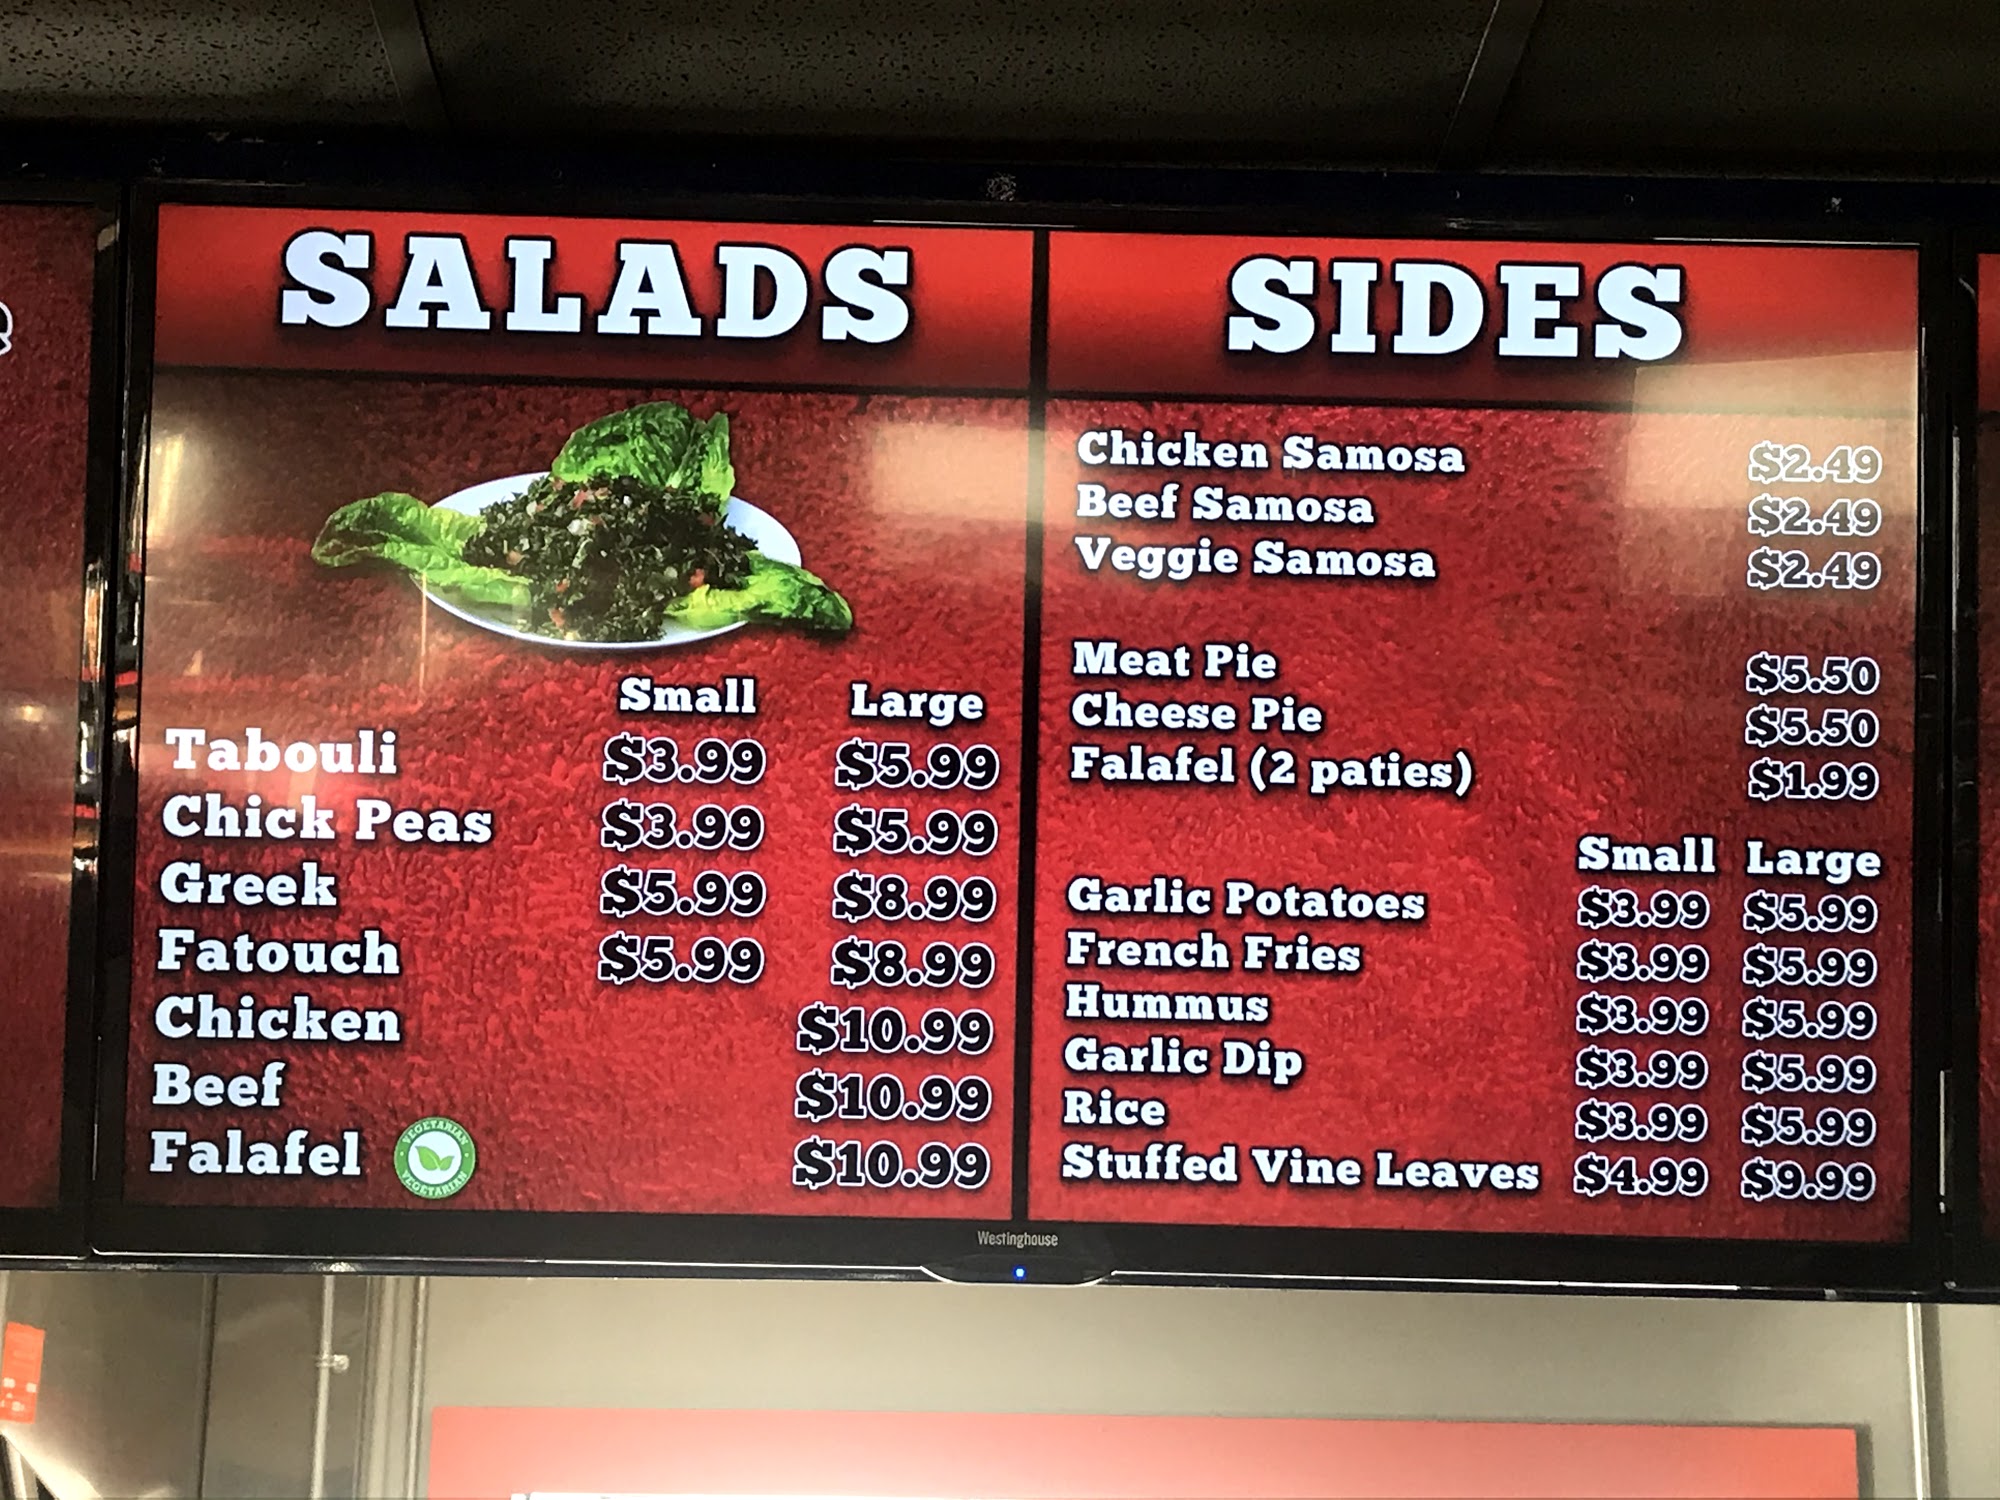 SALADS
Small Large
Tabouli $3.99 $5.99
Chick Peas $3.99 $5.99
Greek $5.99 $8.99
Fatouch $5.99 $8.99
Chicken $10.99
Beef $10.99
Falafel VEGETARIAN VEGETARIAN $10.99
SIDES
Chicken Samosa $2.49
Beef Samosa $2.49
Veggie Samosa $2.49
Meat Pie $5.50
Cheese Pie $5.50
Falafel (2 paties) $1.99
Small Large
Garlic Potatoes $3.99 $5.99
French Fries $3.99 $5.99
Hummus $3.99 $5.99
Garlic Dip $3.99 $5.99
Rice $3.99 $5.99
Stuffed Vine Leaves $4.99 $9.99
Westinghouse